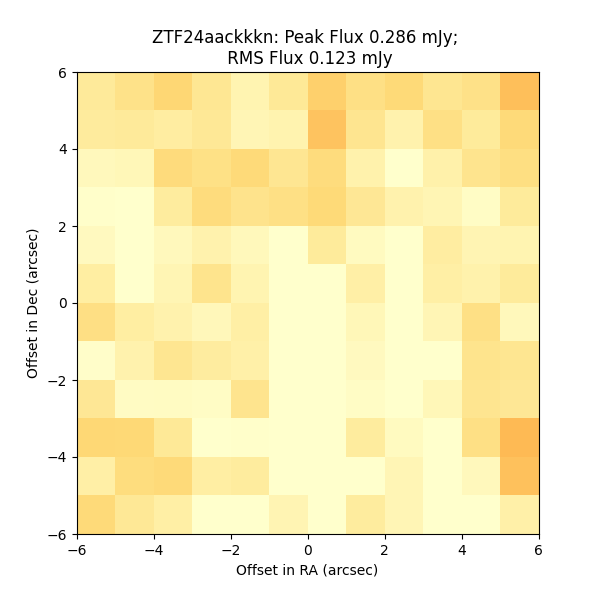 ZTF24aackkkn: Peak Flux 0.286 mJy;
RMS Flux 0.123 mJy
6
4
2
0
−2
−4
−6
Offset in Dec (arcsec)
−6 −4 −2 0 2 4 6
Offset in RA (arcsec)